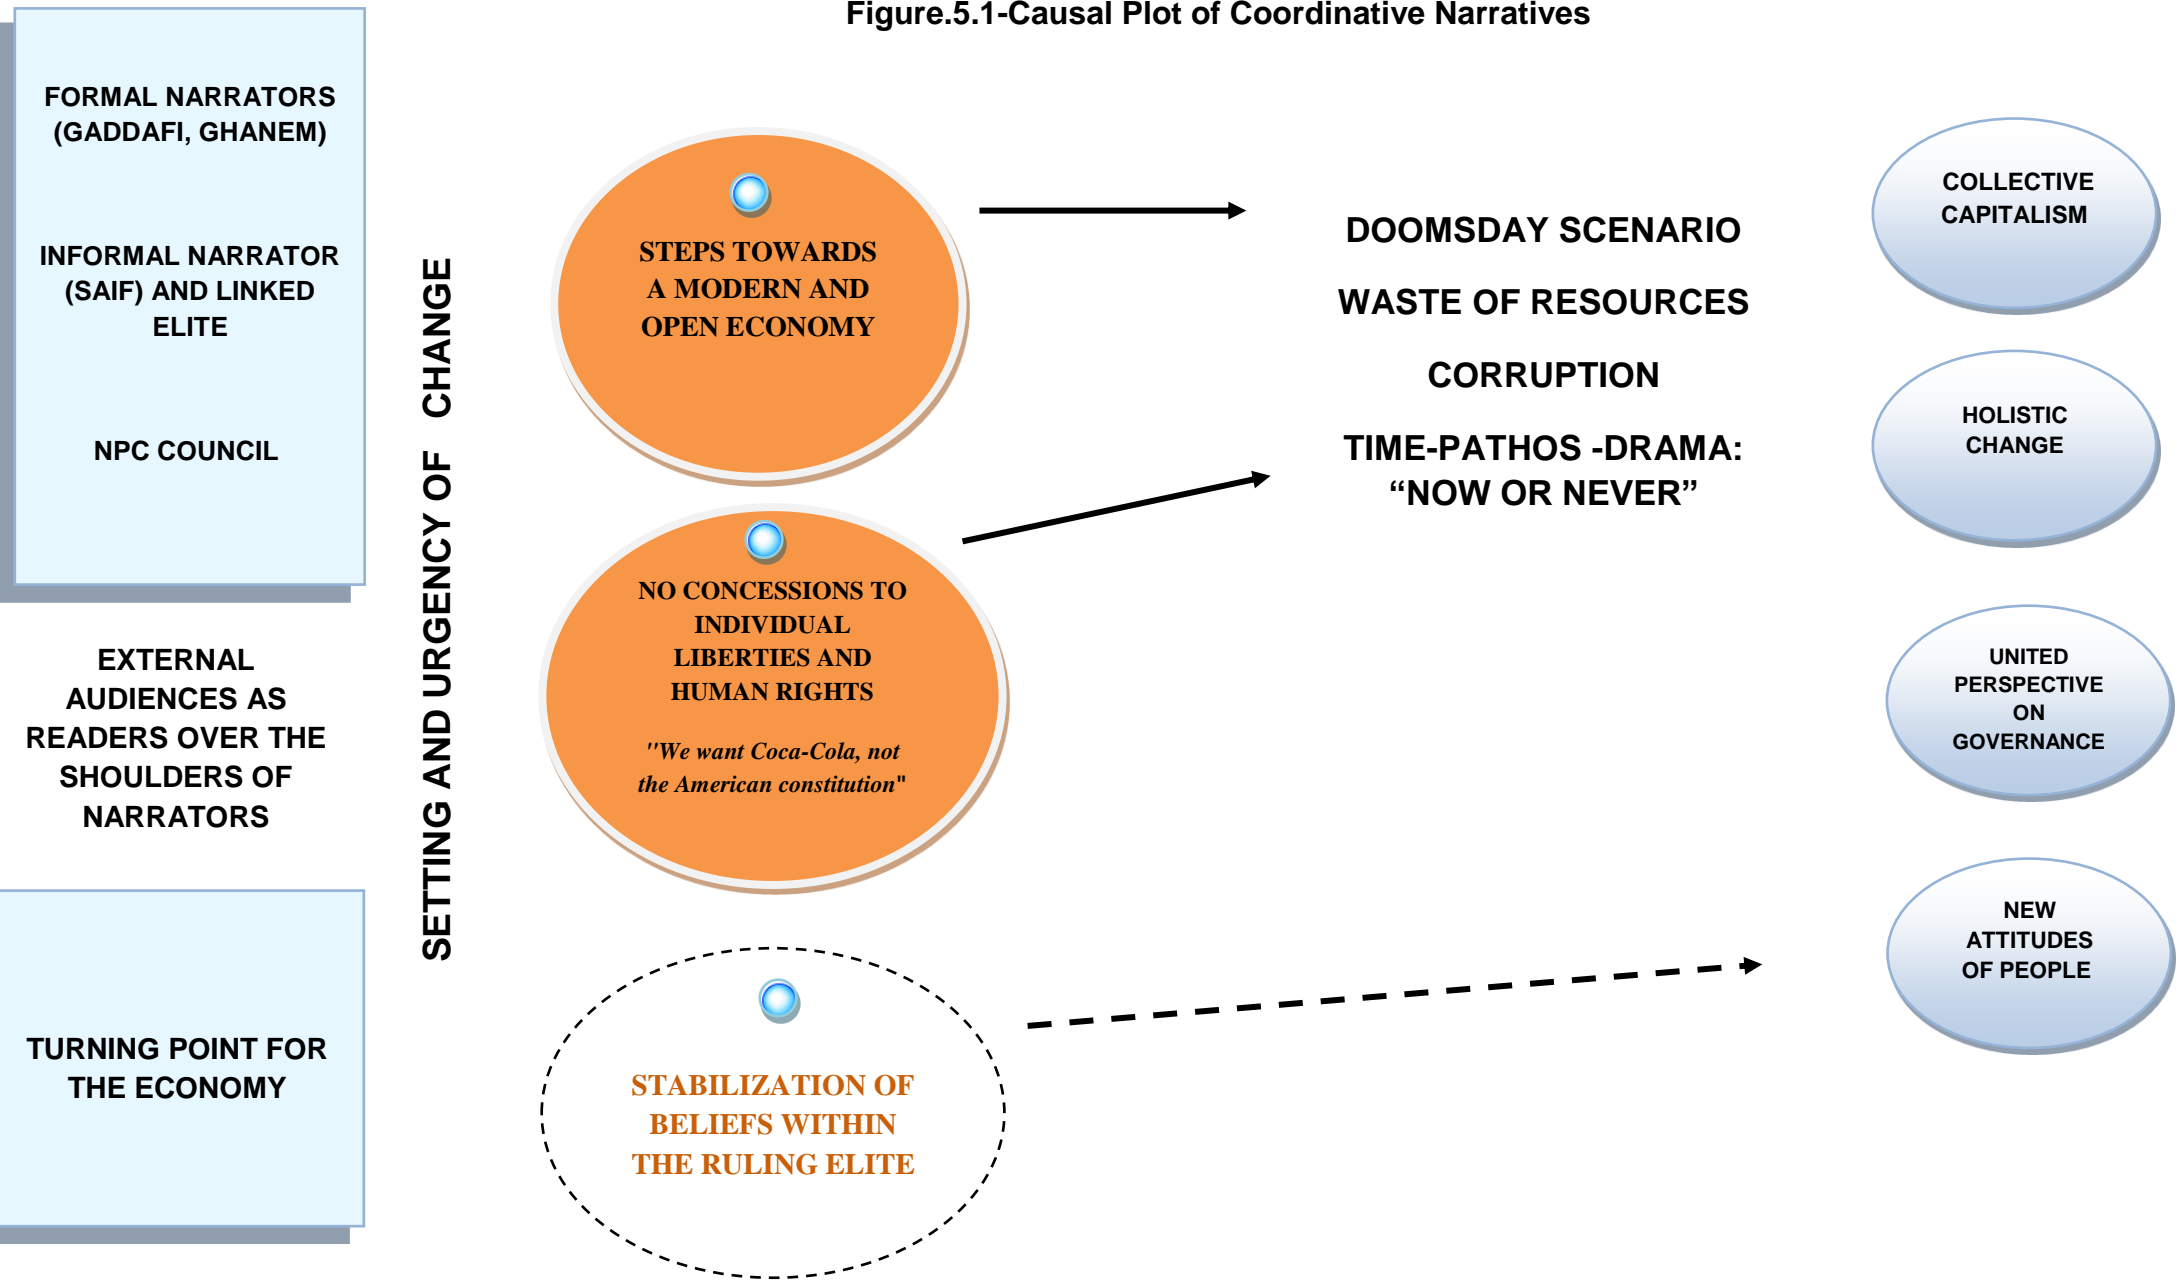 Figure.5.1-Causal Plot of Coordinative Narratives
FORMAL NARRATORS
(GADDAFI, GHANEM)
INFORMAL NARRATOR
(SAIF) AND LINKED
ELITE
NPC COUNCIL
EXTERNAL
AUDIENCES AS
READERS OVER THE
SHOULDERS OF
NARRATORS
TURNING POINT FOR
THE ECONOMY
SETTING AND URGENCY OF CHANGE
STEPS TOWARDS
A MODERN AND
OPEN ECONOMY
NO CONCESSIONS TO
INDIVIDUAL
LIBERTIES AND
HUMAN RIGHTS
"We want Coca-Cola, not
the American constitution"
STABILIZATION OF
BELIEFS WITHIN
THE RULING ELITE
DOOMSDAY SCENARIO
WASTE OF RESOURCES
CORRUPTION
TIME-PATHOS -DRAMA:
“NOW OR NEVER”
COLLECTIVE
CAPITALISM
HOLISTIC
CHANGE
UNITED
PERSPECTIVE
ON
GOVERNANCE
NEW
ATTITUDES
OF PEOPLE